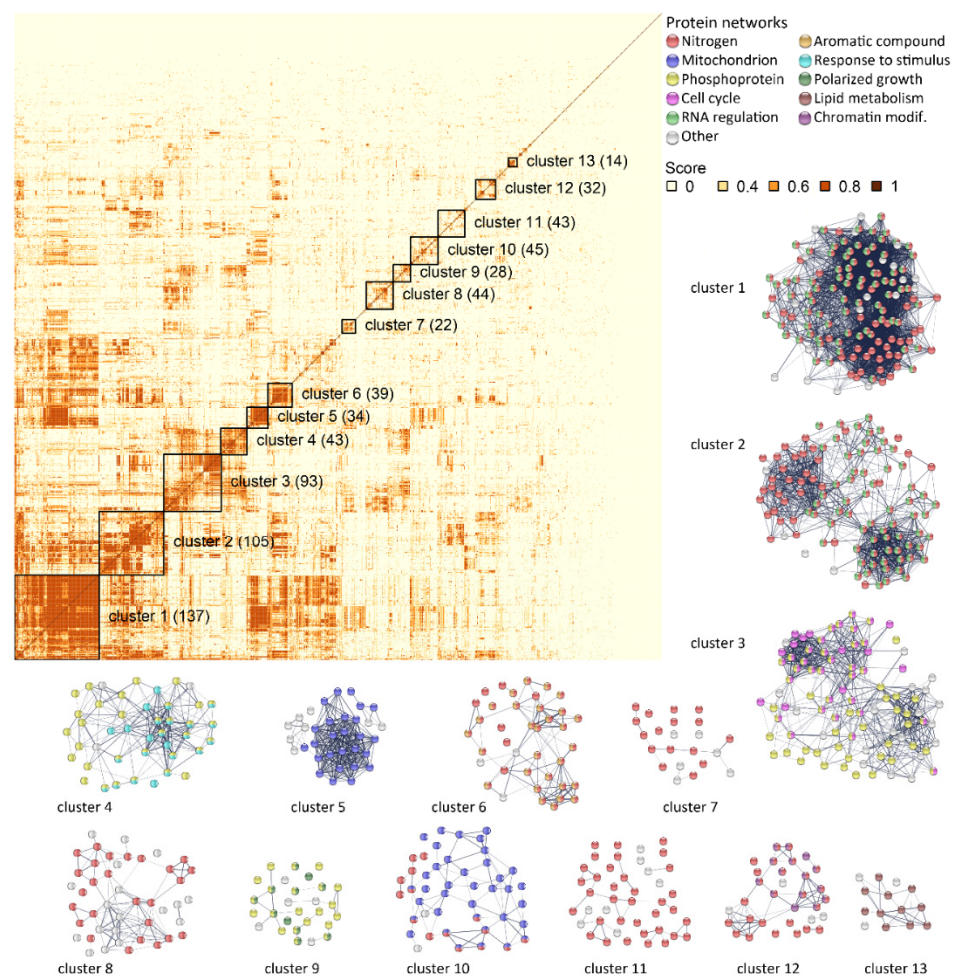 Protein networks
Nitrogen
Aromatic compound
Mitochondrion
Response to stimulus
Phosphoprotein
Polarized growth
Cell cycle
Lipid metabolism
RNA regulation
Chromatin modif.
Other
Score
0 0.4 0.6 0.8 1
cluster 13 (14)
cluster 12 (32)
cluster 11 (43)
cluster 10 (45)
cluster 9 (28)
cluster 8 (44)
cluster 7 (22)
cluster 6 (39)
cluster 5 (34)
cluster 4 (43)
cluster 3 (93)
cluster 2 (105)
cluster 1 (137)
cluster 1
cluster 2
cluster 3
cluster 4
cluster 5
cluster 6
cluster 7
cluster 8
cluster 9
cluster 10
cluster 11
cluster 12
cluster 13